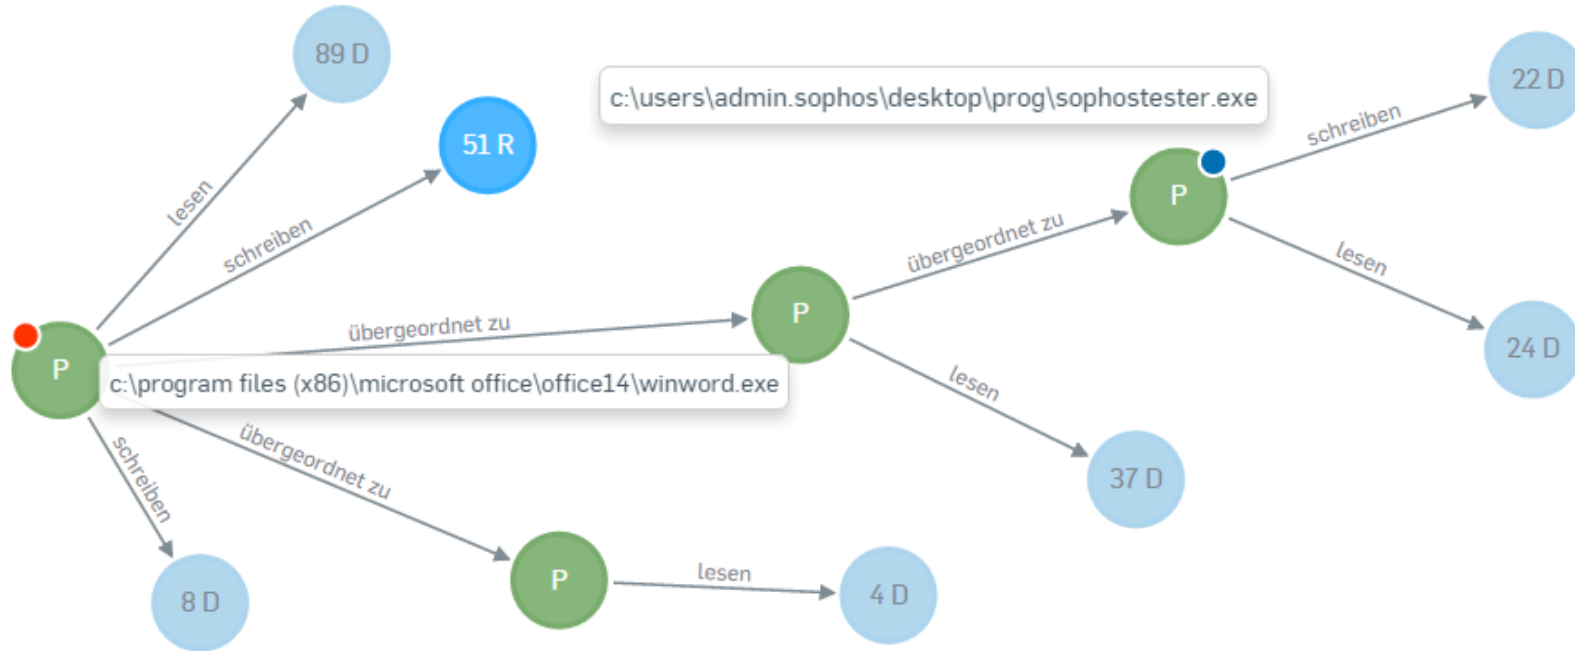 89 D
c:\users\admin.sophos\desktop\prog\sophostester.exe
22 D
51 R
schreiben
lesen
P
schreiben
übergeordnet zu
lesen
P
übergeordnet zu
24 D
P
c:\program files (x86)\microsoft office\office14\winword.exe
lesen
schreiben
übergeordnet zu
37 D
P
lesen
4 D
8 D